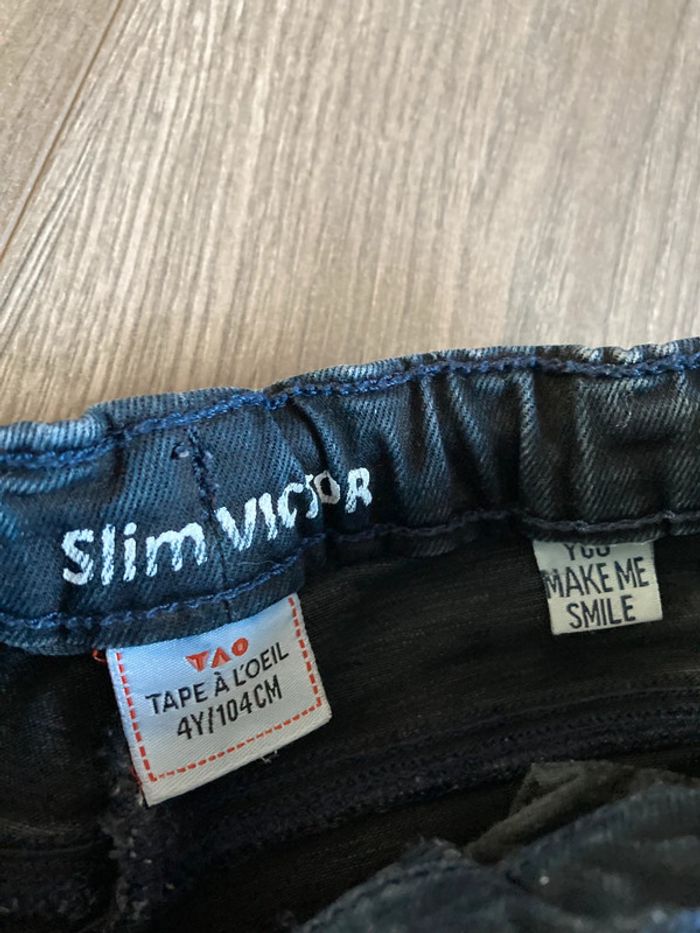 Slim VICTOR
TAO
TAPE À L'OEIL
4Y/104CM
YOU
MAKE ME
SMILE